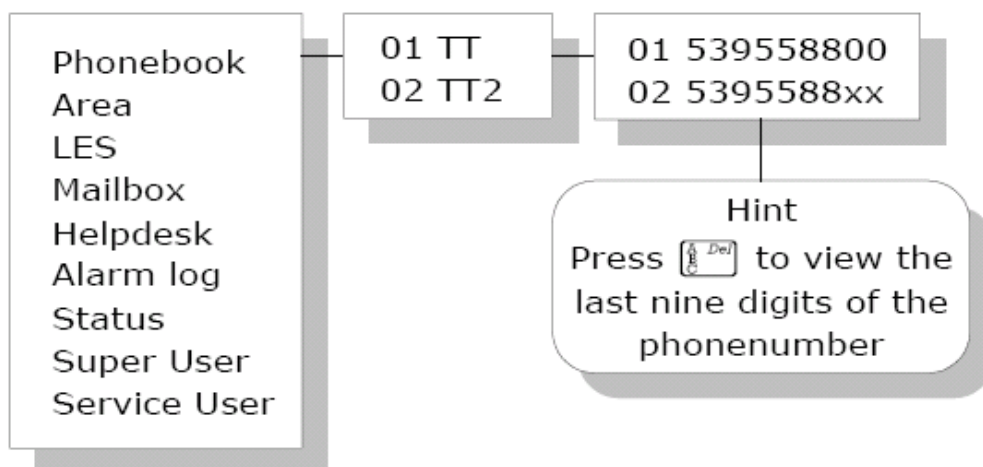 Phonebook
Area
LES
Mailbox
Helpdesk
Alarm log
Status
Super User
Service User
01 TT
02 TT2
01 539558800
02 5395588xx
Hint
Press ABC Del to view the
last nine digits of the
phonenumber